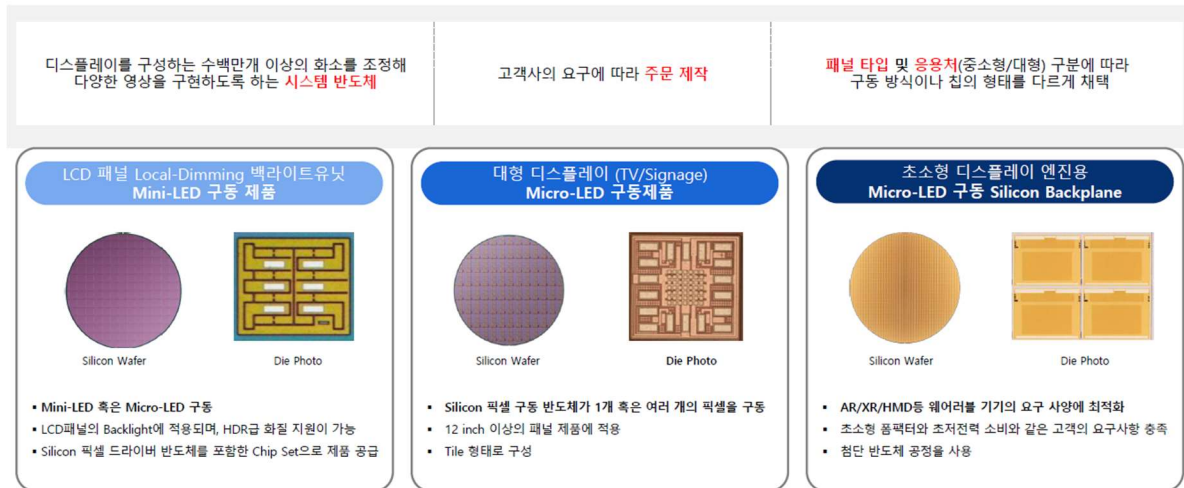 디스플레이를 구성하는 수백만개 이상의 화소를 조정해
다양한 영상을 구현하도록 하는 시스템 반도체
고객사의 요구에 따라 주문 제작
패널 타입 및 응용처(중소형/대형) 구분에 따라
구동 방식이나 칩의 형태를 다르게 채택
LCD 패널 Local-Dimming 백라이트유닛
Mini-LED 구동 제품
Silicon Wafer
Die Photo
▪ Mini-LED 혹은 Micro-LED 구동
▪ LCD패널의 Backlight에 적용되며, HDR급 화질 지원이 가능
▪ Silicon 픽셀 드라이버 반도체를 포함한 Chip Set으로 제품 공급
대형 디스플레이 (TV/Signage)
Micro-LED 구동제품
Silicon Wafer
Die Photo
▪ Silicon 픽셀 구동 반도체가 1개 혹은 여러 개의 픽셀을 구동
▪ 12 inch 이상의 패널 제품에 적용
▪ Tile 형태로 구성
초소형 디스플레이 엔진용
Micro-LED 구동 Silicon Backplane
Silicon Wafer
Die Photo
▪ AR/XR/HMD등 웨어러블 기기의 요구 사양에 최적화
▪ 초소형 폼팩터와 초저전력 소비와 같은 고객의 요구사항 충족
▪ 첨단 반도체 공정을 사용